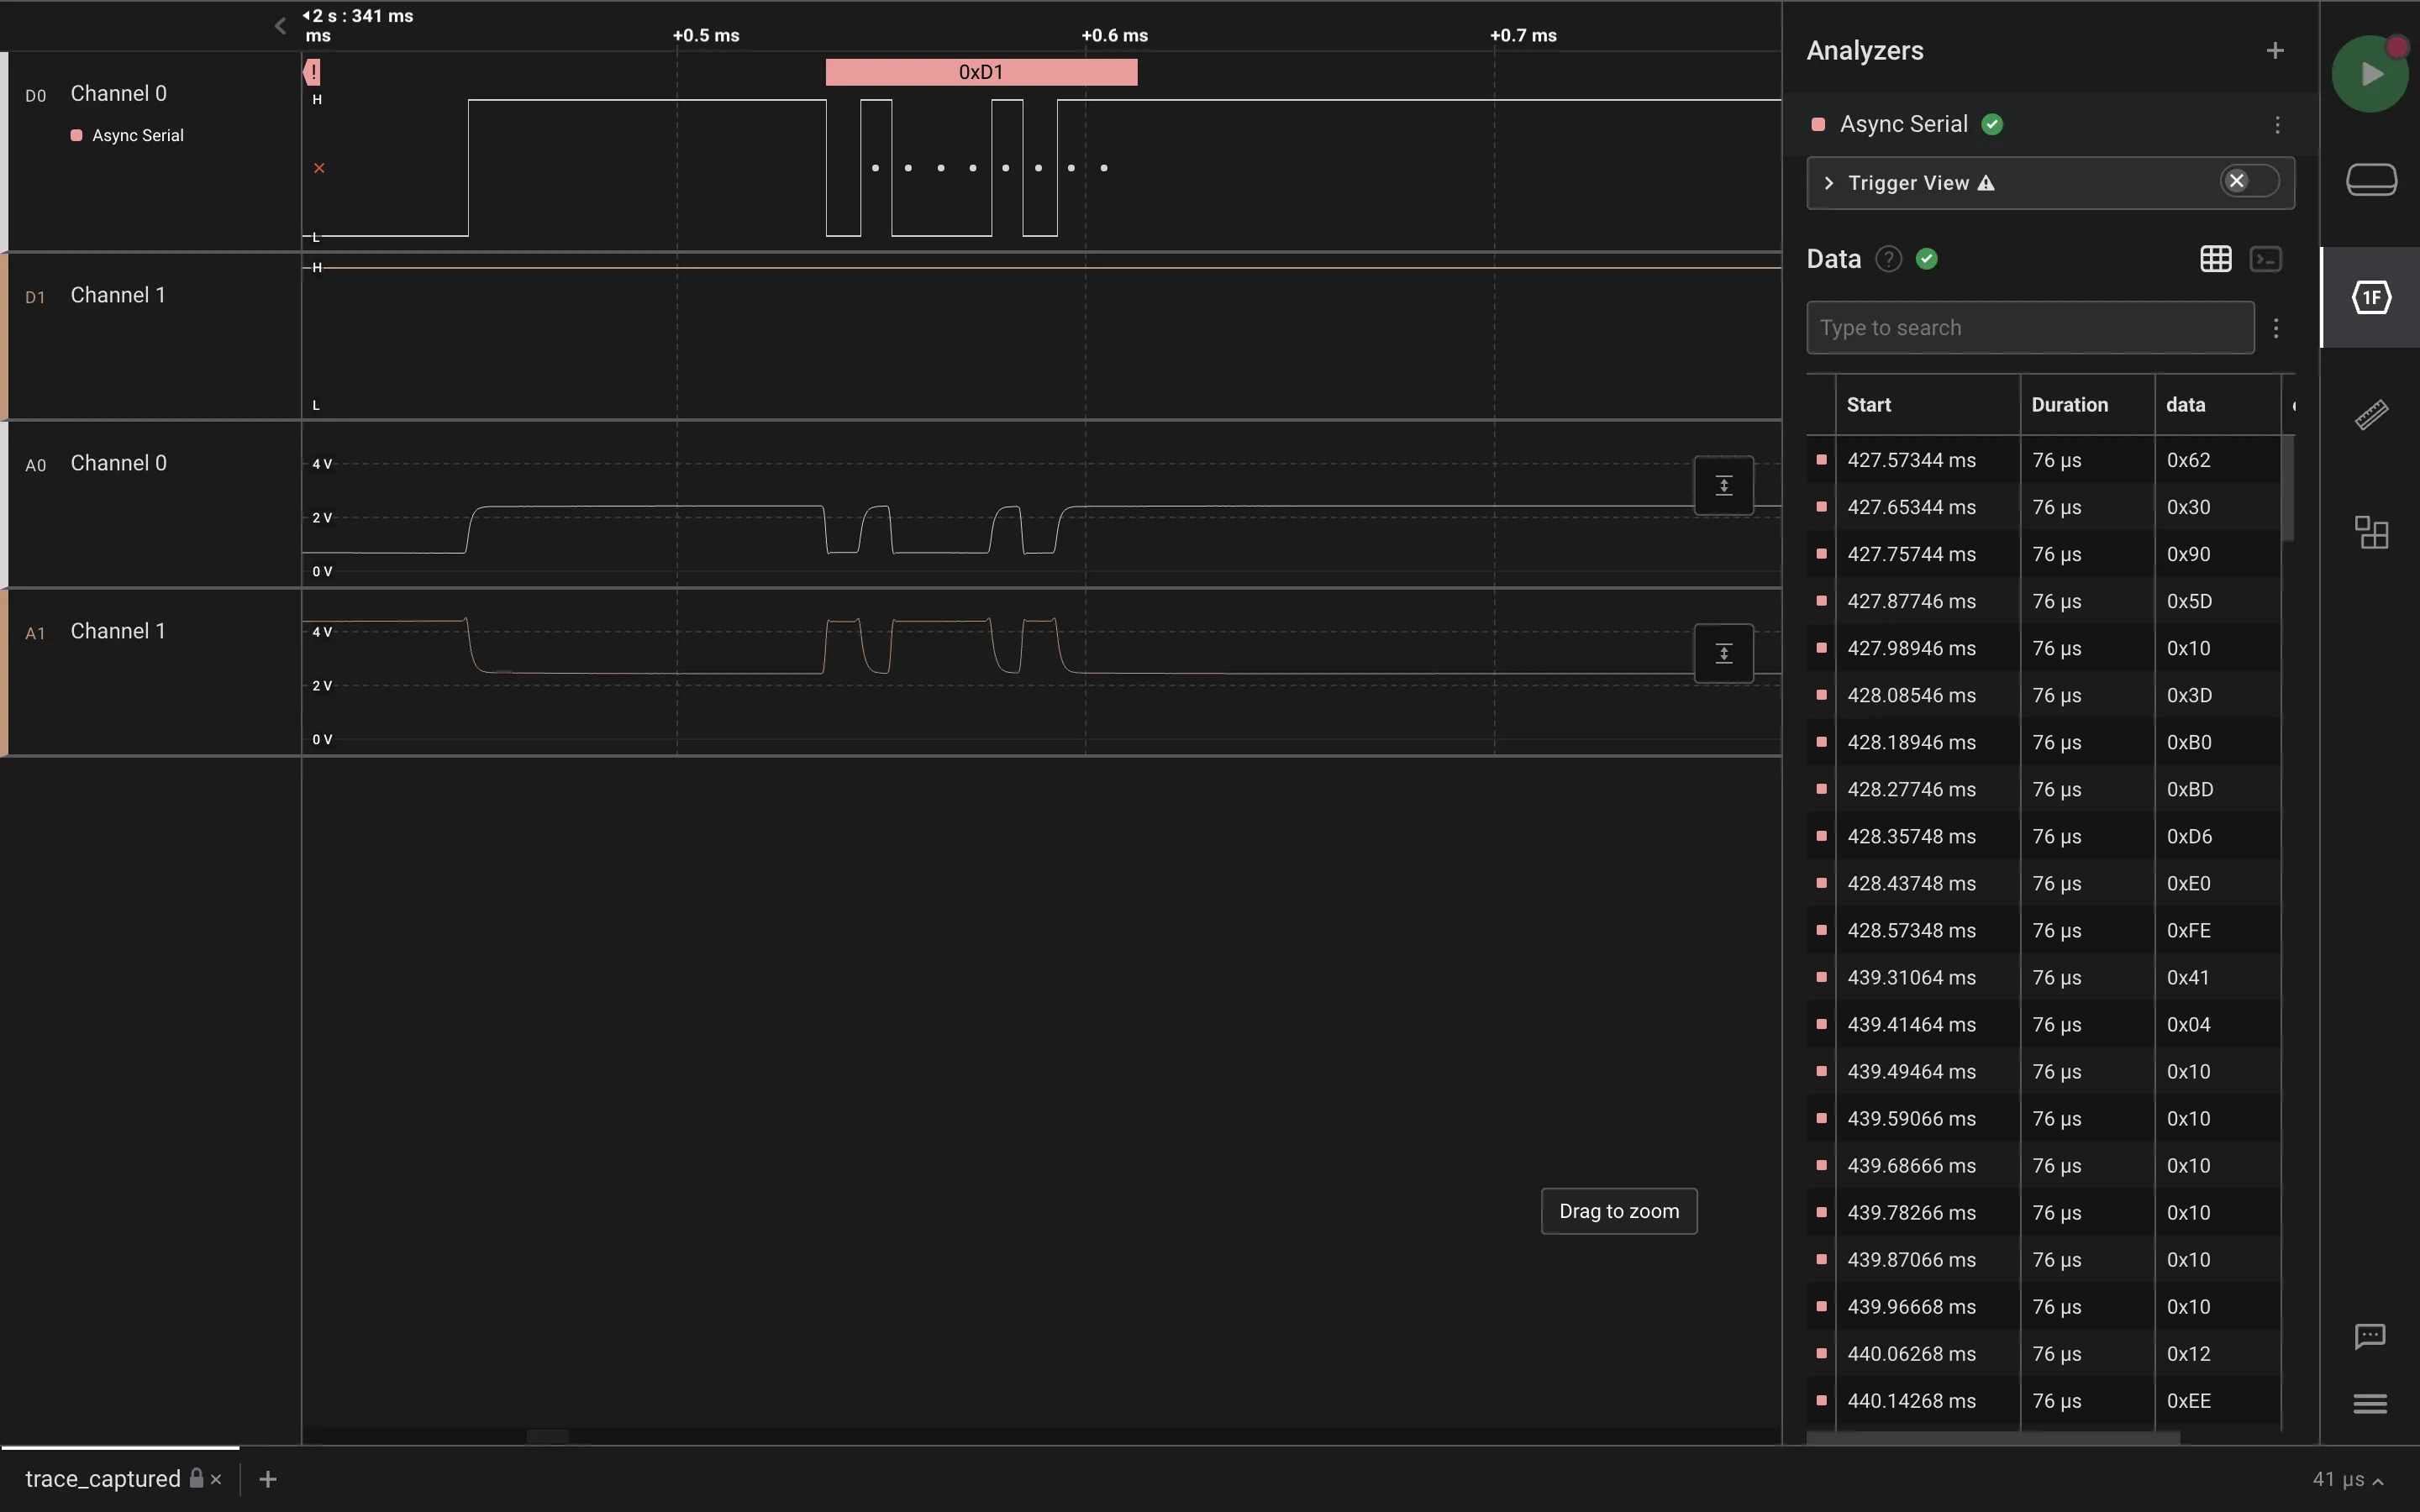 2 s : 341 ms
ms
+0.5 ms
+0.6 ms
+0.7 ms
D0 Channel 0
Async Serial
!
0xD1
H
L
D1 Channel 1
H
L
A0 Channel 0
4 V
2 V
0 V
A1 Channel 1
4 V
2 V
0 V
Drag to zoom
Analyzers
Async Serial
Trigger View
Data ?
Type to search
Start Duration data
427.57344 ms 76 µs 0x62
427.65344 ms 76 µs 0x30
427.75744 ms 76 µs 0x90
427.87746 ms 76 µs 0x5D
427.98946 ms 76 µs 0x10
428.08546 ms 76 µs 0x3D
428.18946 ms 76 µs 0xB0
428.27746 ms 76 µs 0xBD
428.35748 ms 76 µs 0xD6
428.43748 ms 76 µs 0xE0
428.57348 ms 76 µs 0xFE
439.31064 ms 76 µs 0x41
439.41464 ms 76 µs 0x04
439.49464 ms 76 µs 0x10
439.59066 ms 76 µs 0x10
439.68666 ms 76 µs 0x10
439.78266 ms 76 µs 0x10
439.87066 ms 76 µs 0x10
439.96668 ms 76 µs 0x10
440.06268 ms 76 µs 0x12
440.14268 ms 76 µs 0xEE
1F
trace_captured
41 µs